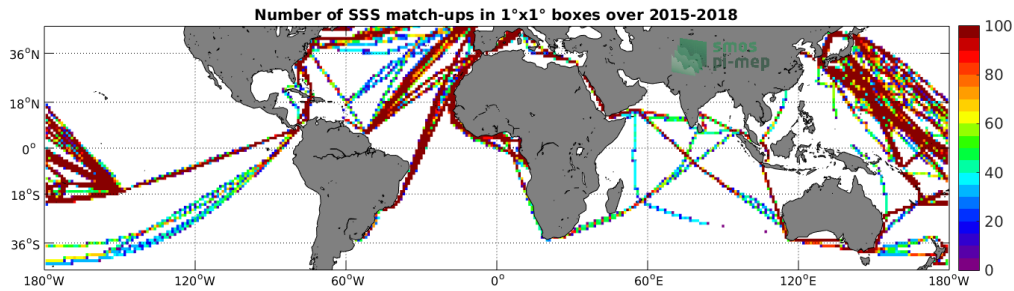 Number of SSS match-ups in 1°x1° boxes over 2015-2018
smos
pi-mep
36°N
18°N
0°
18°S
36°S
180°W 120°W 60°W 0° 60°E 120°E 180°W
100
80
60
40
20
0